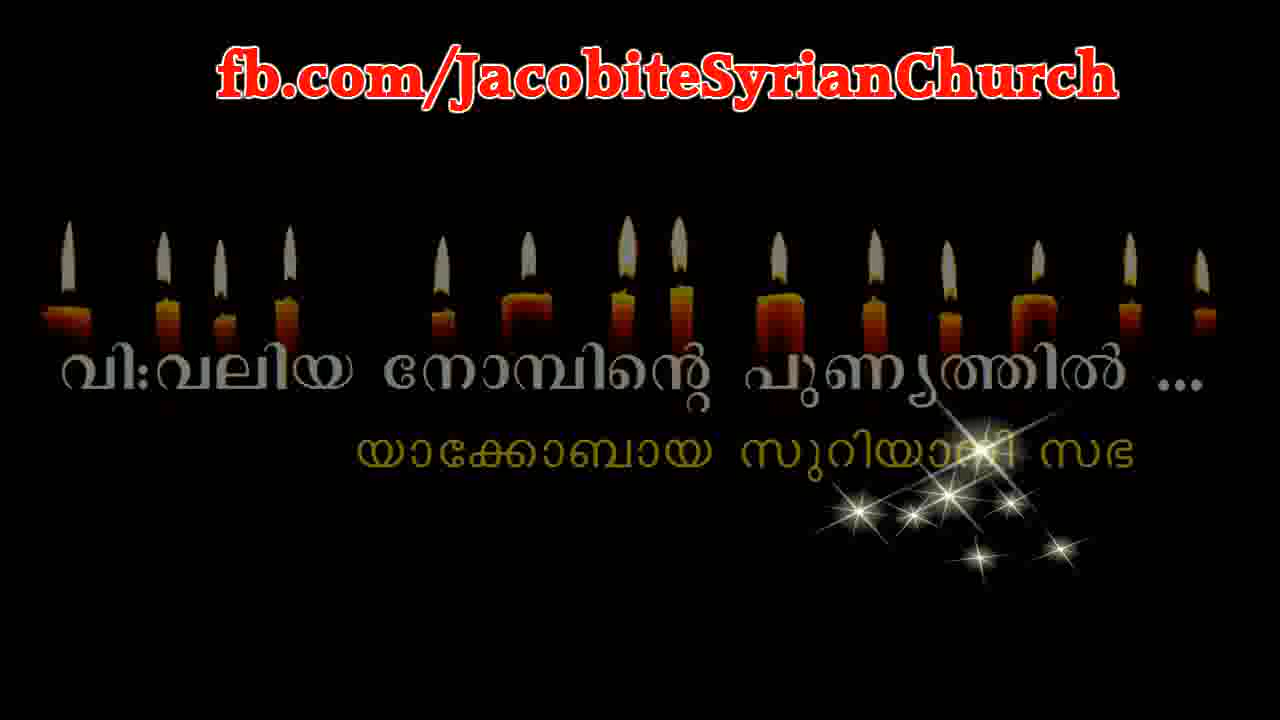 fb.com/JacobiteSyrianChurch
വി:വലിയ നോമ്പിന്റെ പുണ്യത്തിൽ ...
യാക്കോബായ സുറിയാനി സഭ